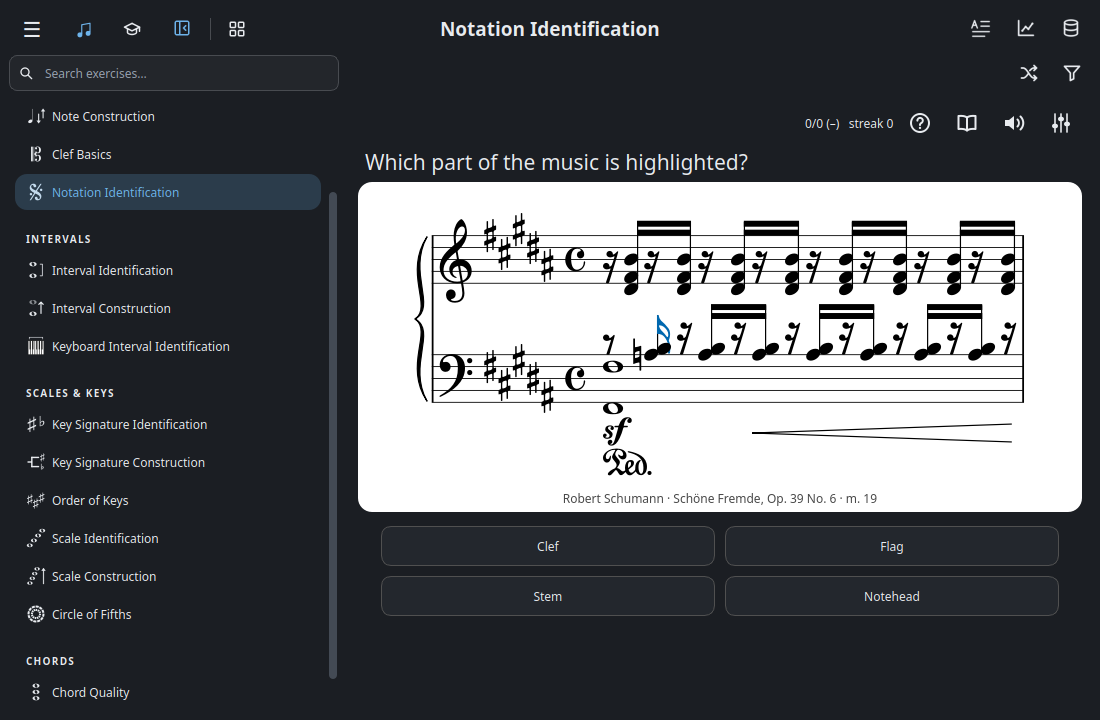 Notation Identification
Search exercises...
0/0 (–) streak 0
Note Construction
Clef Basics
Notation Identification
INTERVALS
Interval Identification
Interval Construction
Keyboard Interval Identification
SCALES & KEYS
Key Signature Identification
Key Signature Construction
Order of Keys
Scale Identification
Scale Construction
Circle of Fifths
CHORDS
Chord Quality
Which part of the music is highlighted?
sf
Ped.
Robert Schumann · Schöne Fremde, Op. 39 No. 6 · m. 19
Clef
Flag
Stem
Notehead